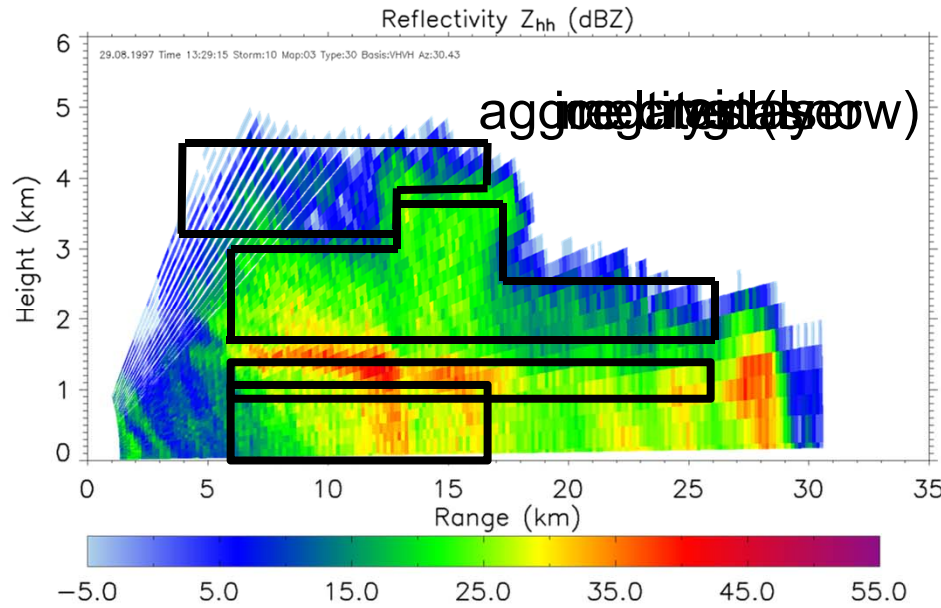 Reflectivity Zhh (dBZ)
29.08.1997 Time 13:29:15 Storm:10 Map:03 Type:30 Basis:VHVH Az:30.43
6
5
4
3
2
1
0
Height (km)
0 5 10 15 20 25 30 35
Range (km)
-5.0 5.0 15.0 25.0 35.0 45.0 55.0